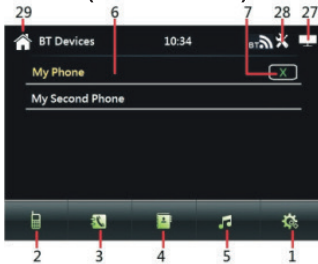 29 6 7 28 27
BT Devices 10:34 BT
My Phone X
My Second Phone
2 3 4 5 1